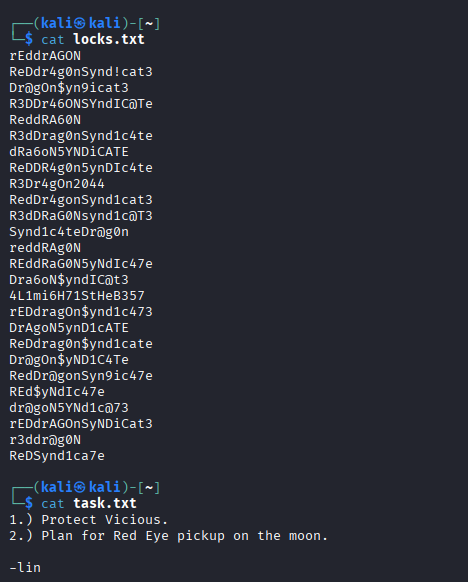 ┌──(kali㉿kali)-[~]
└─$ cat locks.txt
rEddrAGON
ReDdr4g0nSynd!cat3
Dr@gOn$yn9icat3
R3DDr46ONSYndIC@Te
ReddRA60N
R3dDrag0nSynd1c4te
dRa6oN5YNDiCATE
ReDDR4g0n5ynDIc4te
R3Dr4gOn2044
RedDr4gonSynd1cat3
R3dDRaG0Nsynd1c@T3
Synd1c4teDr@g0n
reddRAg0N
REddRaG0N5yNdIc47e
Dra6oN$yndIC@t3
4L1mi6H71StHeB357
rEDdragOn$ynd1c473
DrAgoN5ynD1cATE
ReDdrag0n$ynd1cate
Dr@gOn$yND1C4Te
RedDr@gonSyn9ic47e
REd$yNdIc47e
dr@goN5YNd1c@73
rEDdrAGOnSyNDiCat3
r3ddr@g0N
ReDSynd1ca7e
┌──(kali㉿kali)-[~]
└─$ cat task.txt
1.) Protect Vicious.
2.) Plan for Red Eye pickup on the moon.
-lin